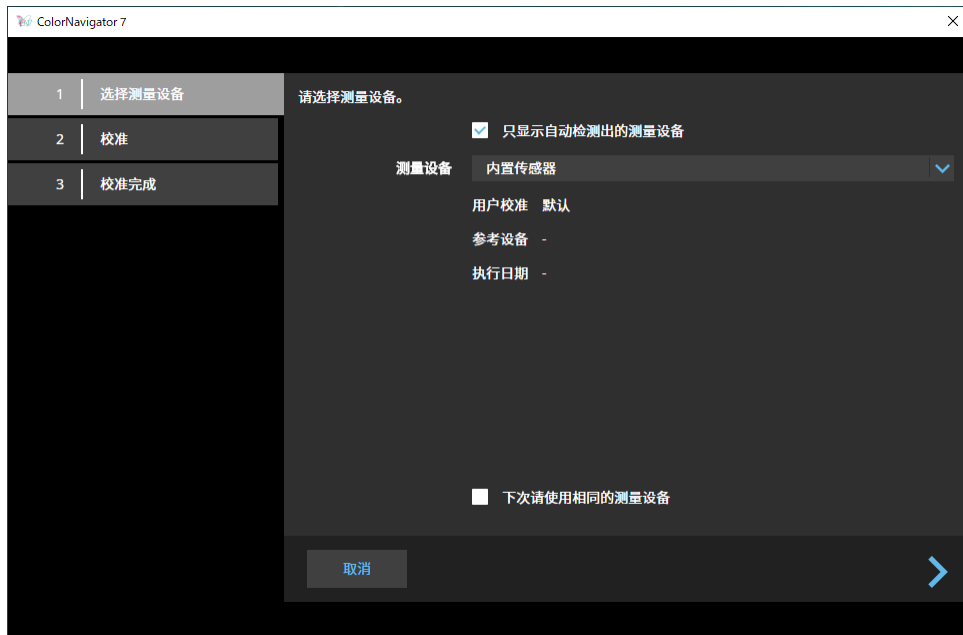 ColorNavigator 7
1 选择测量设备
2 校准
3 校准完成
请选择测量设备。
只显示自动检测出的测量设备
测量设备 内置传感器
用户校准 默认
参考设备 -
执行日期 -
下次请使用相同的测量设备
取消